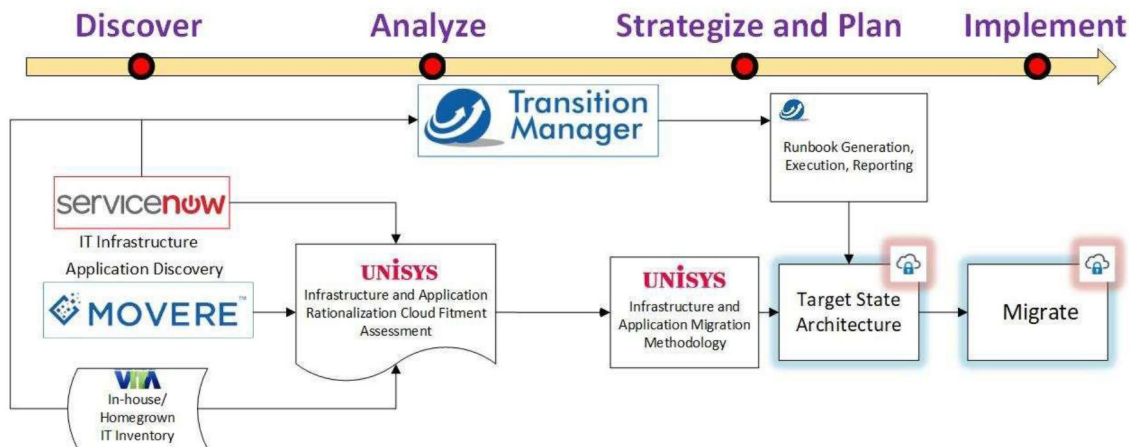 Discover
Analyze
Strategize and Plan
Implement
Transition
Manager
Runbook Generation,
Execution, Reporting
servicenow
IT Infrastructure
Application Discovery
MOVERE™
UNISYS
Infrastructure and Application
Rationalization Cloud Fitment
Assessment
UNISYS
Infrastructure and
Application Migration
Methodology
Target State
Architecture
Migrate
VITA
In-house/
Homegrown
IT Inventory